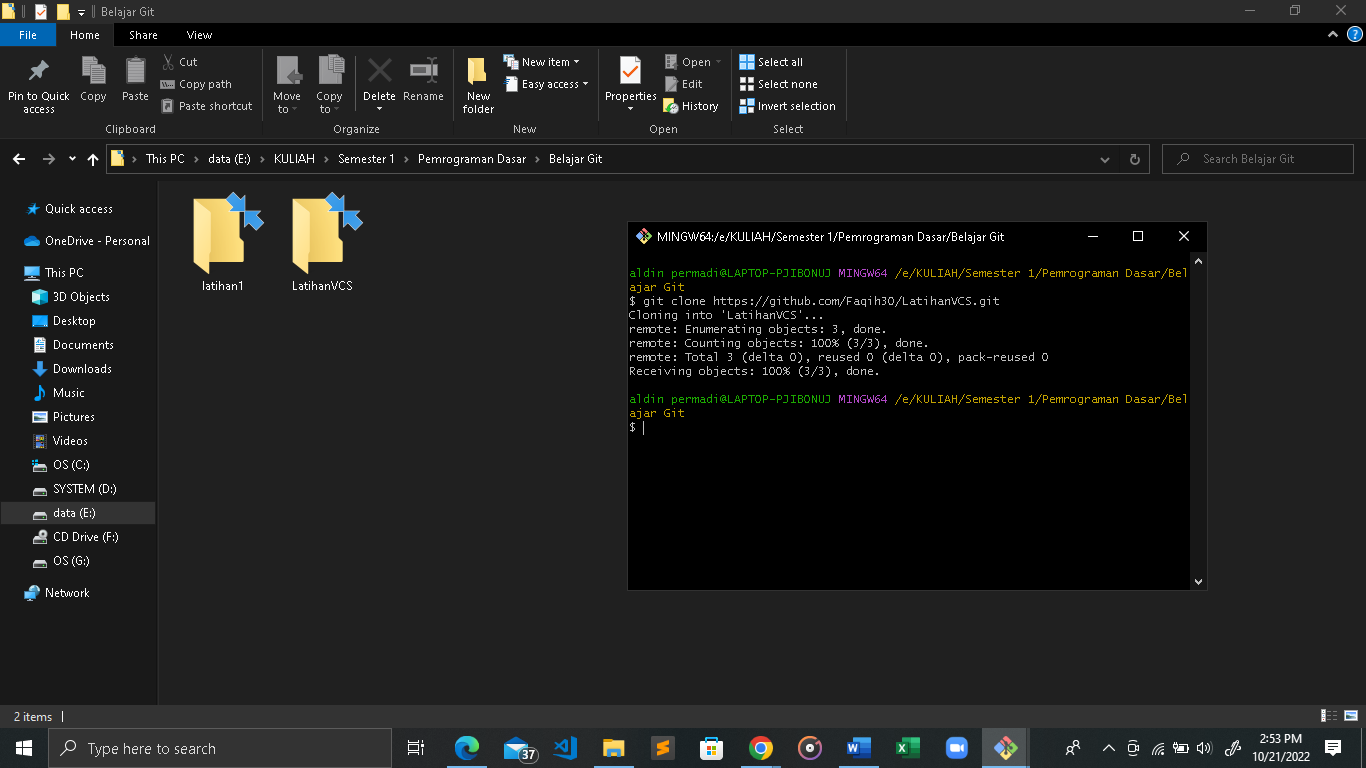 Belajar Git
File Home Share View
Pin to Quick access
Copy
Paste
Cut
Copy path
Paste shortcut
Clipboard
Move to
Copy to
Delete
Rename
Organize
New folder
New item
Easy access
New
Properties
Open
Edit
History
Open
Select all
Select none
Invert selection
Select
This PC > data (E:) > KULIAH > Semester 1 > Pemrograman Dasar > Belajar Git
Search Belajar Git
Quick access
OneDrive - Personal
This PC
3D Objects
Desktop
Documents
Downloads
Music
Pictures
Videos
OS (C:)
SYSTEM (D:)
data (E:)
CD Drive (F:)
OS (G:)
Network
latihan1
LatihanVCS
MINGW64:/e/KULIAH/Semester 1/Pemrograman Dasar/Belajar Git
aldin permadi@LAPTOP-PJIBONUJ MINGW64 /e/KULIAH/Semester 1/Pemrograman Dasar/Bel
ajar Git
$ git clone https://github.com/Faqih30/LatihanVCS.git
Cloning into 'LatihanVCS'...
remote: Enumerating objects: 3, done.
remote: Counting objects: 100% (3/3), done.
remote: Total 3 (delta 0), reused 0 (delta 0), pack-reused 0
Receiving objects: 100% (3/3), done.
aldin permadi@LAPTOP-PJIBONUJ MINGW64 /e/KULIAH/Semester 1/Pemrograman Dasar/Bel
ajar Git
$
2 items
Type here to search
37
2:53 PM
10/21/2022